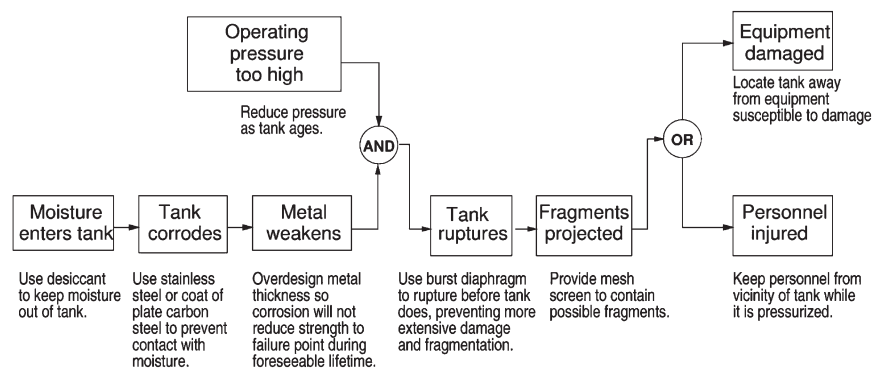 Operating
pressure
too high
Reduce pressure
as tank ages.
AND
OR
Equipment
damaged
Locate tank away
from equipment
susceptible to damage
Moisture
enters tank
Use desiccant
to keep moisture
out of tank.
Tank
corrodes
Use stainless
steel or coat of
plate carbon
steel to prevent
contact with
moisture.
Metal
weakens
Overdesign metal
thickness so
corrosion will not
reduce strength to
failure point during
foreseeable lifetime.
Tank
ruptures
Use burst diaphragm
to rupture before tank
does, preventing more
extensive damage
and fragmentation.
Fragments
projected
Provide mesh
screen to contain
possible fragments.
Personnel
injured
Keep personnel from
vicinity of tank while
it is pressurized.